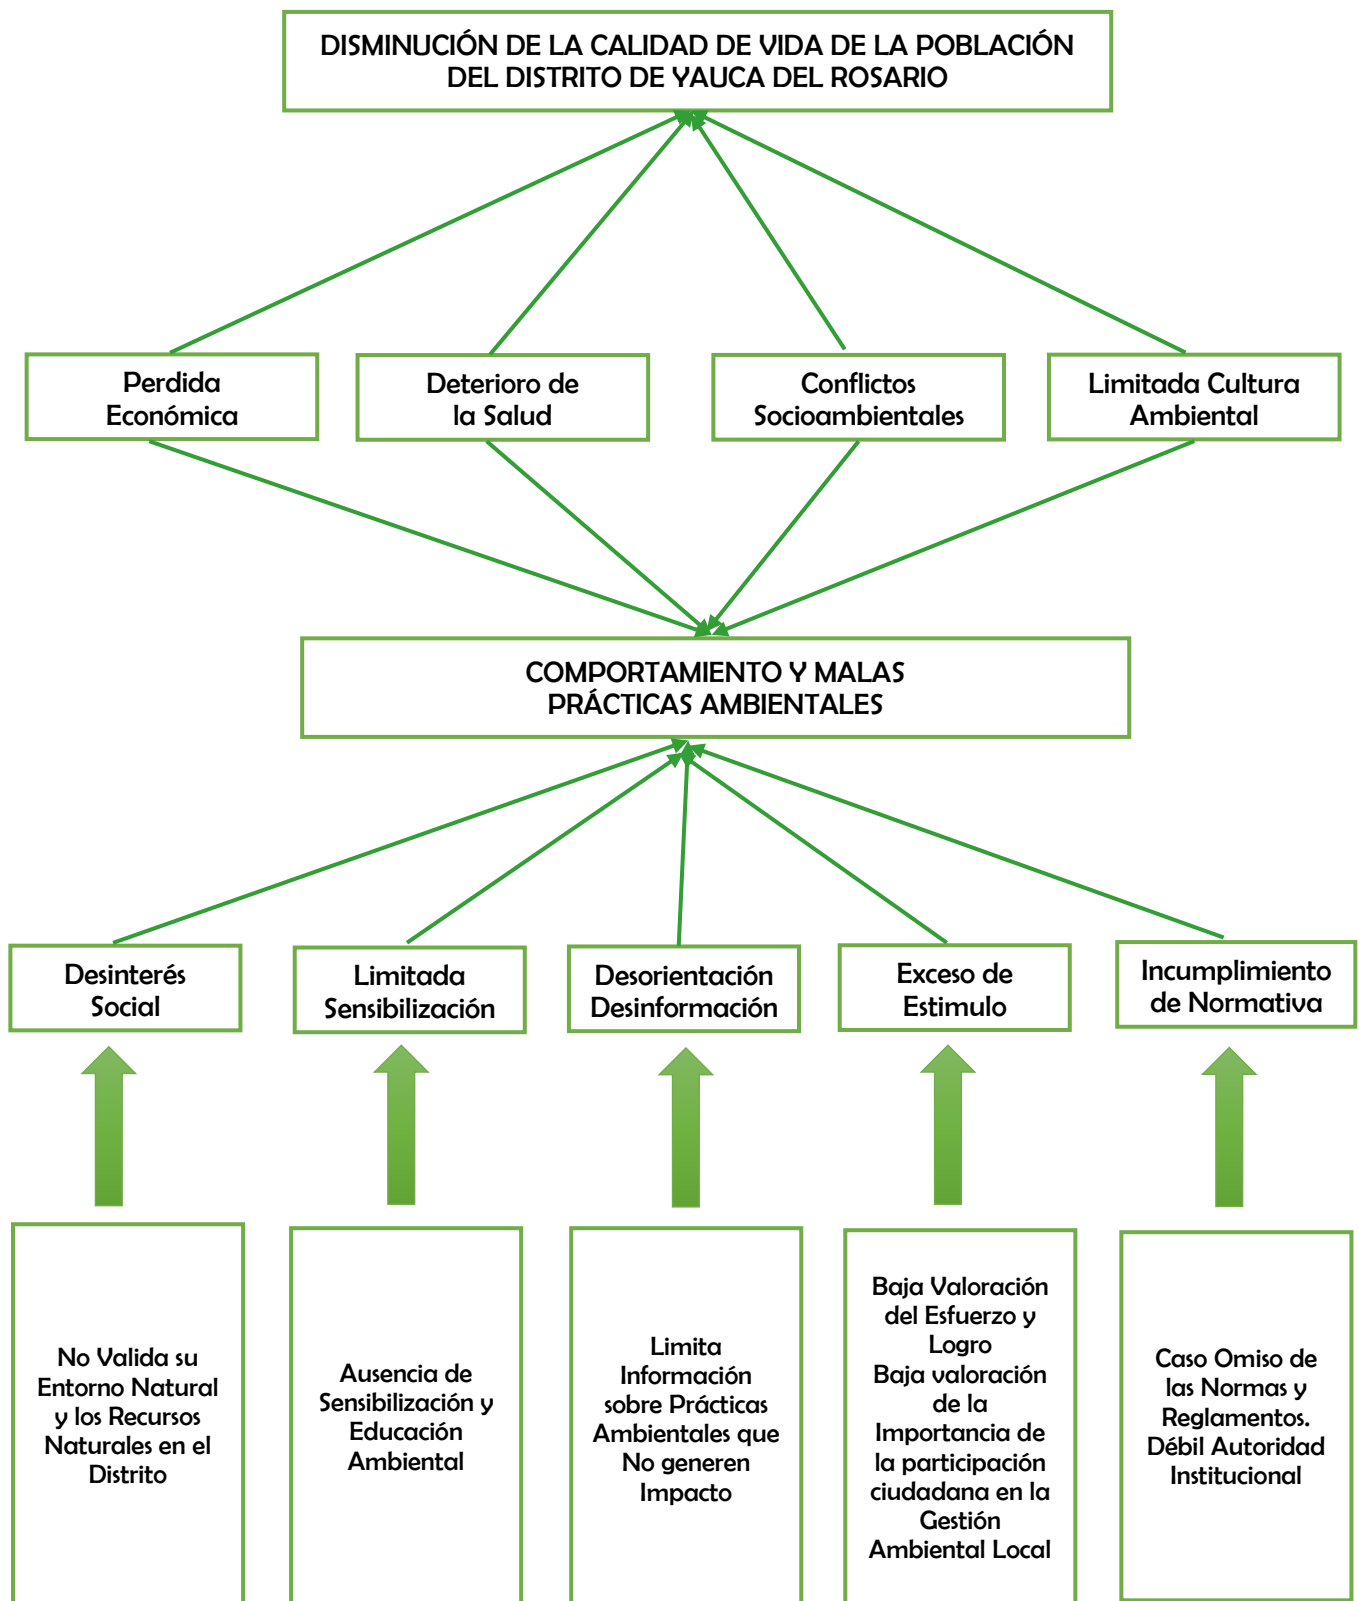 DISMINUCIÓN DE LA CALIDAD DE VIDA DE LA POBLACIÓN
DEL DISTRITO DE YAUCA DEL ROSARIO
Perdida
Económica
Deterioro de
la Salud
Conflictos
Socioambientales
Limitada Cultura
Ambiental
COMPORTAMIENTO Y MALAS
PRÁCTICAS AMBIENTALES
Desinterés
Social
Limitada
Sensibilización
Desorientación
Desinformación
Exceso de
Estimulo
Incumplimiento
de Normativa
No Valida su
Entorno Natural
y los Recursos
Naturales en el
Distrito
Ausencia de
Sensibilización y
Educación
Ambiental
Limita
Información
sobre Prácticas
Ambientales que
No generen
Impacto
Baja Valoración
del Esfuerzo y
Logro
Baja valoración
de la
Importancia de
la participación
ciudadana en la
Gestión
Ambiental Local
Caso Omiso de
las Normas y
Reglamentos.
Débil Autoridad
Institucional